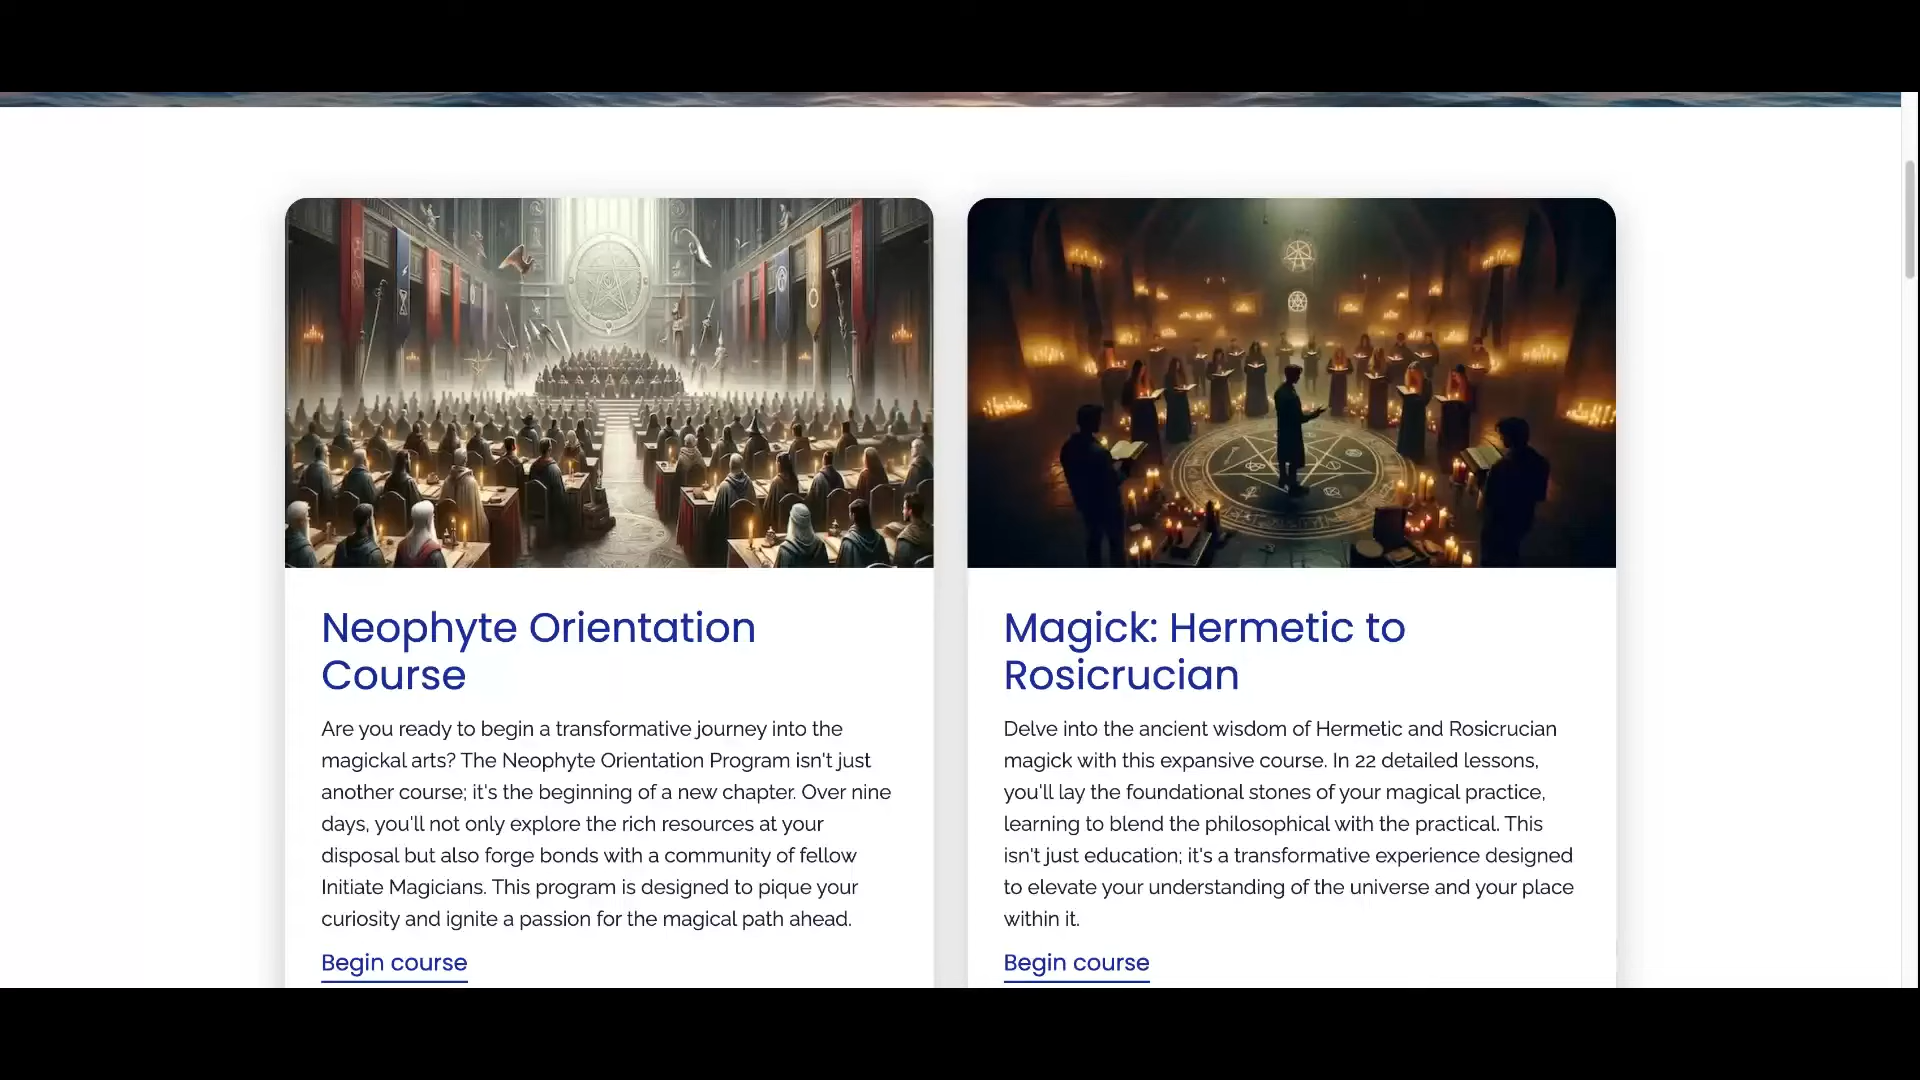 Neophyte Orientation
Course
Are you ready to begin a transformative journey into the
magickal arts? The Neophyte Orientation Program isn't just
another course; it's the beginning of a new chapter. Over nine
days, you'll not only explore the rich resources at your
disposal but also forge bonds with a community of fellow
Initiate Magicians. This program is designed to pique your
curiosity and ignite a passion for the magical path ahead.
Begin course
Magick: Hermetic to
Rosicrucian
Delve into the ancient wisdom of Hermetic and Rosicrucian
magick with this expansive course. In 22 detailed lessons,
you'll lay the foundational stones of your magical practice,
learning to blend the philosophical with the practical. This
isn't just education; it's a transformative experience designed
to elevate your understanding of the universe and your place
within it.
Begin course